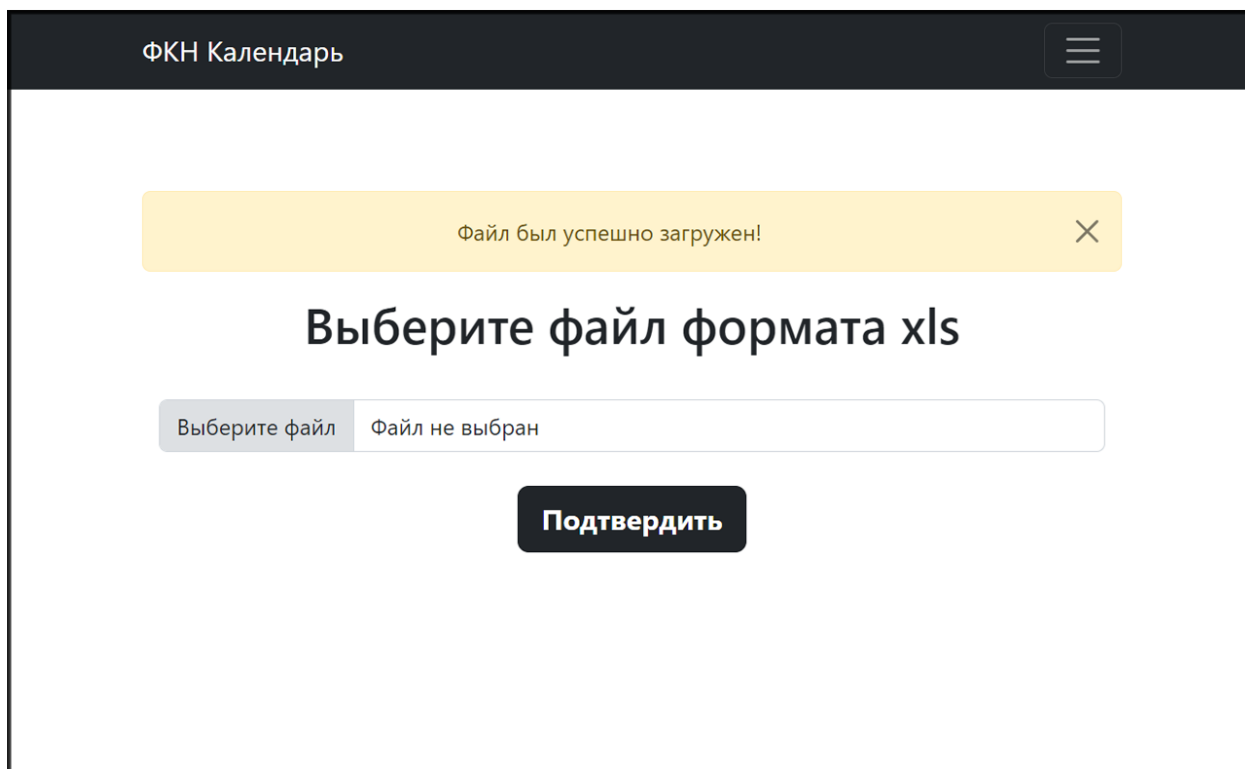 ФКН Календарь
Файл был успешно загружен!
Выберите файл формата xls
Выберите файл Файл не выбран
Подтвердить